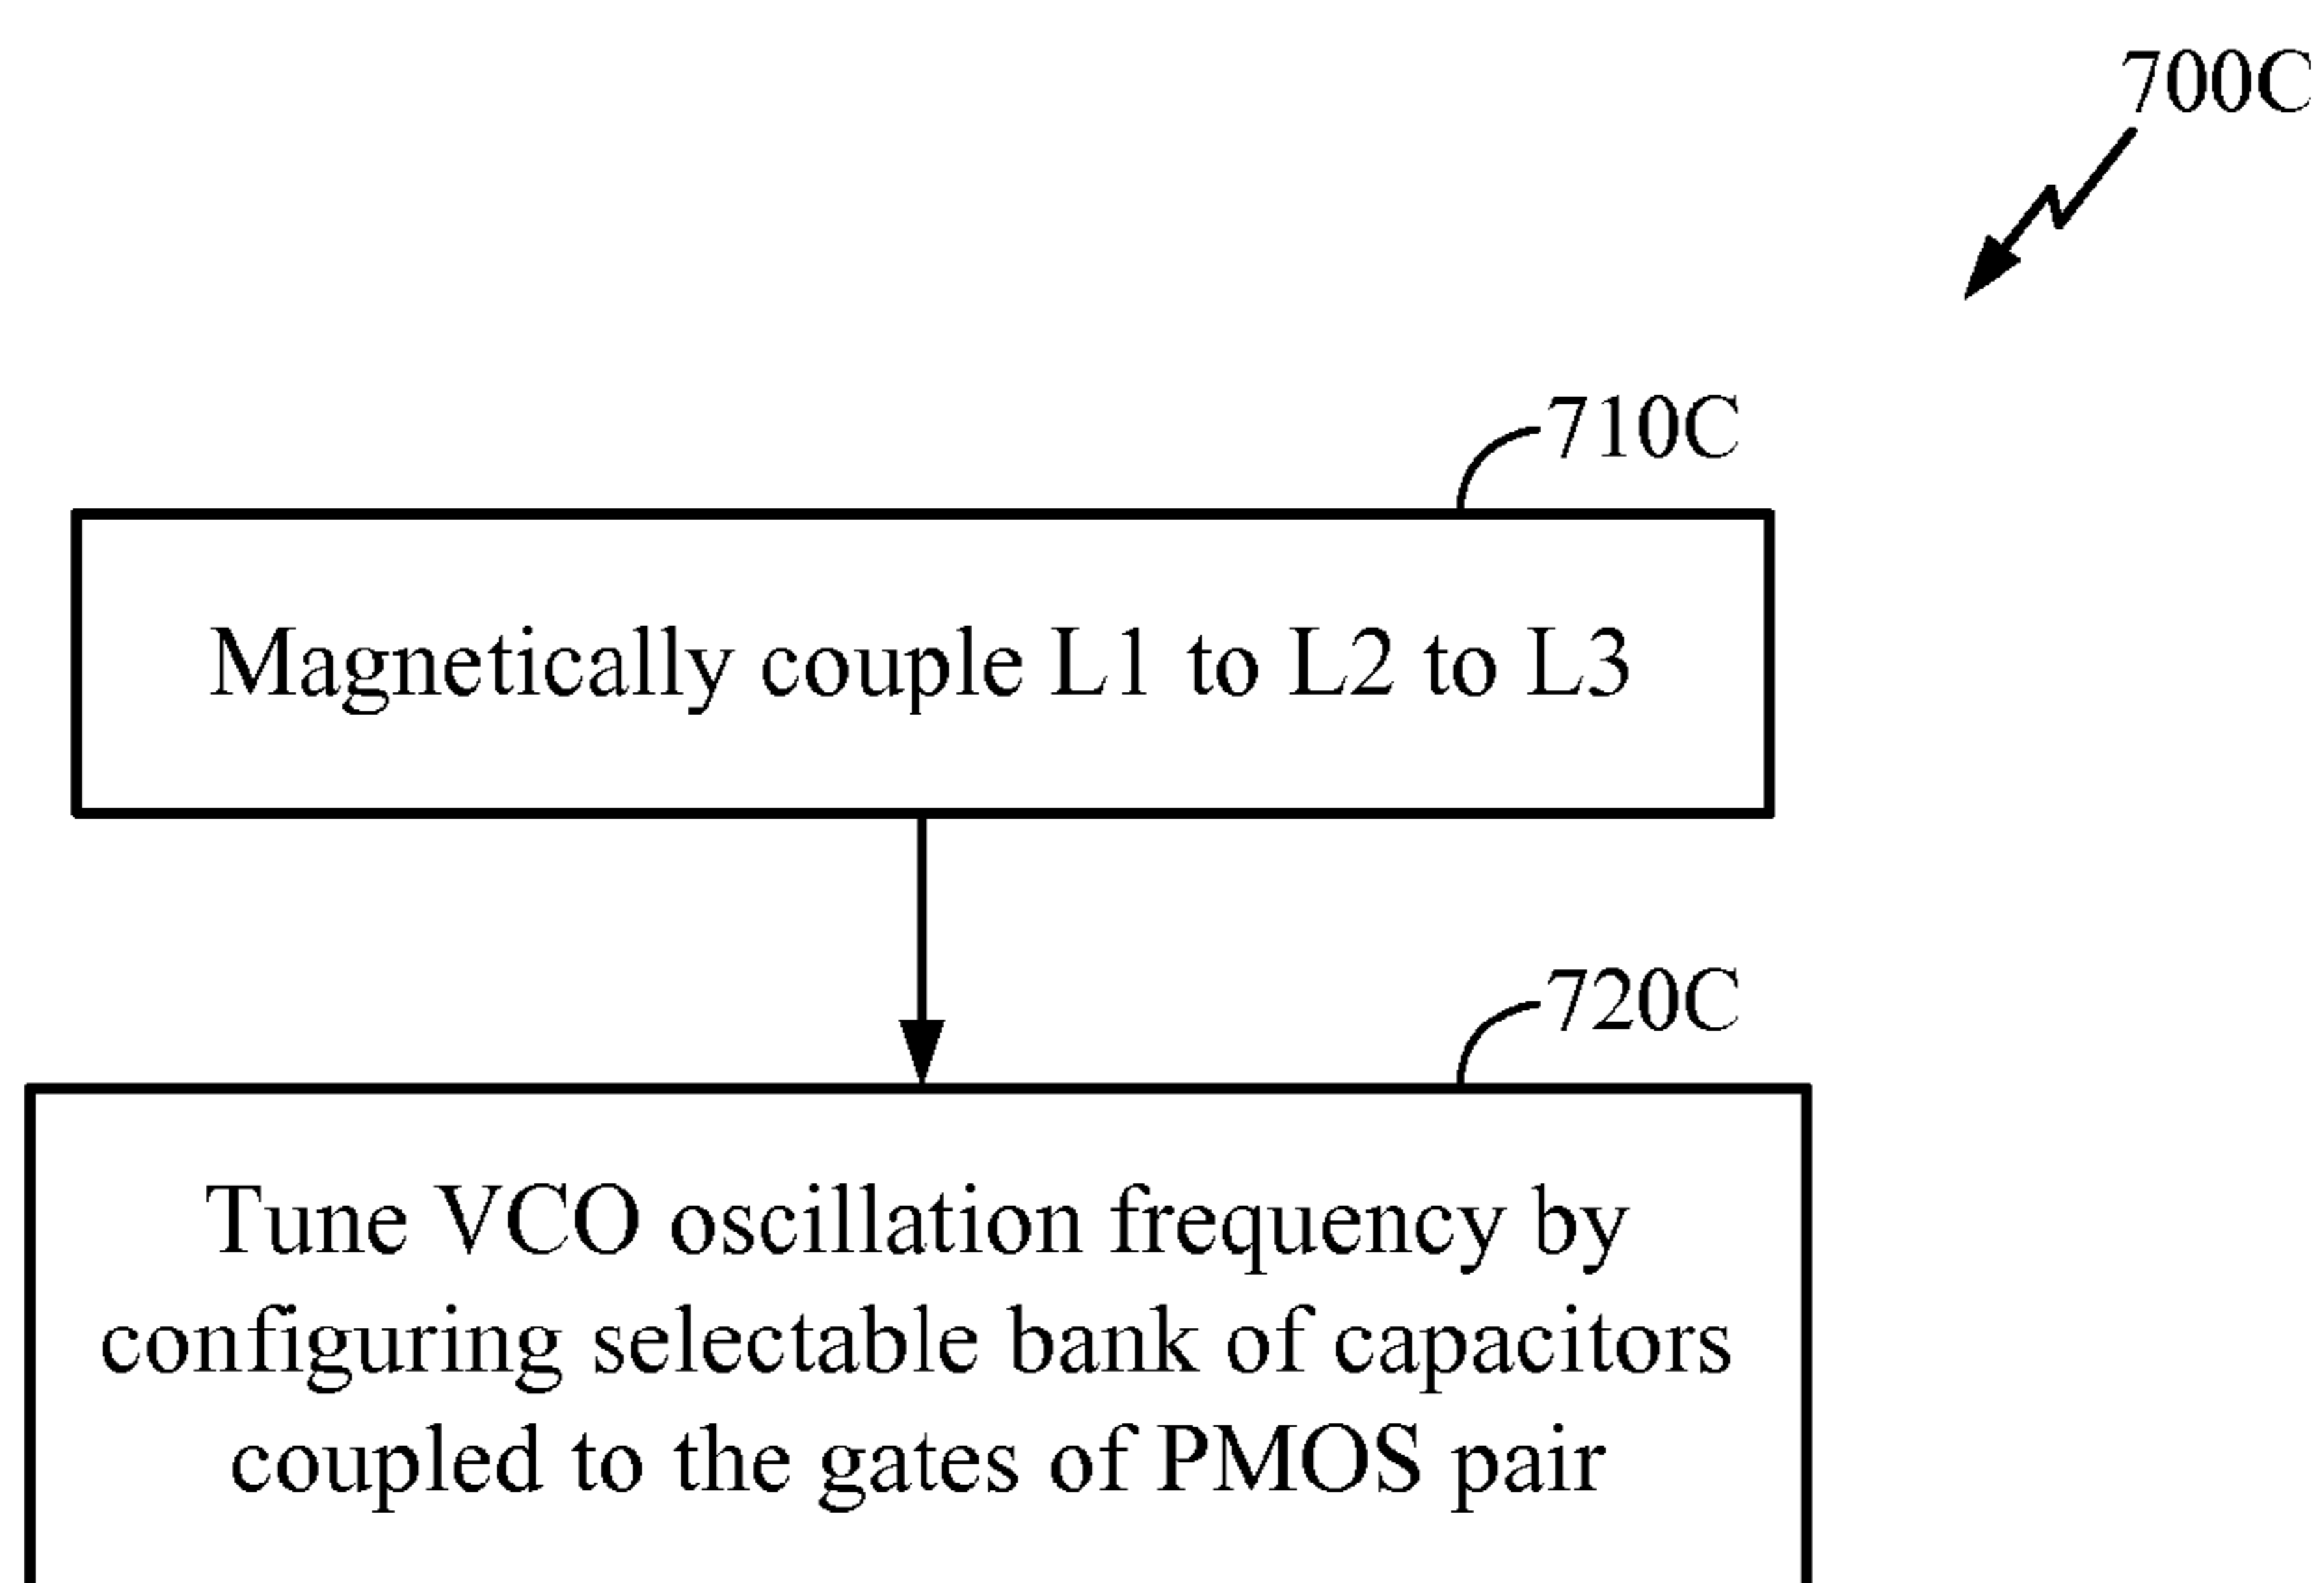 700C
710C
Magnetically couple L1 to L2 to L3
720C
Tune VCO oscillation frequency by
configuring selectable bank of capacitors
coupled to the gates of PMOS pair